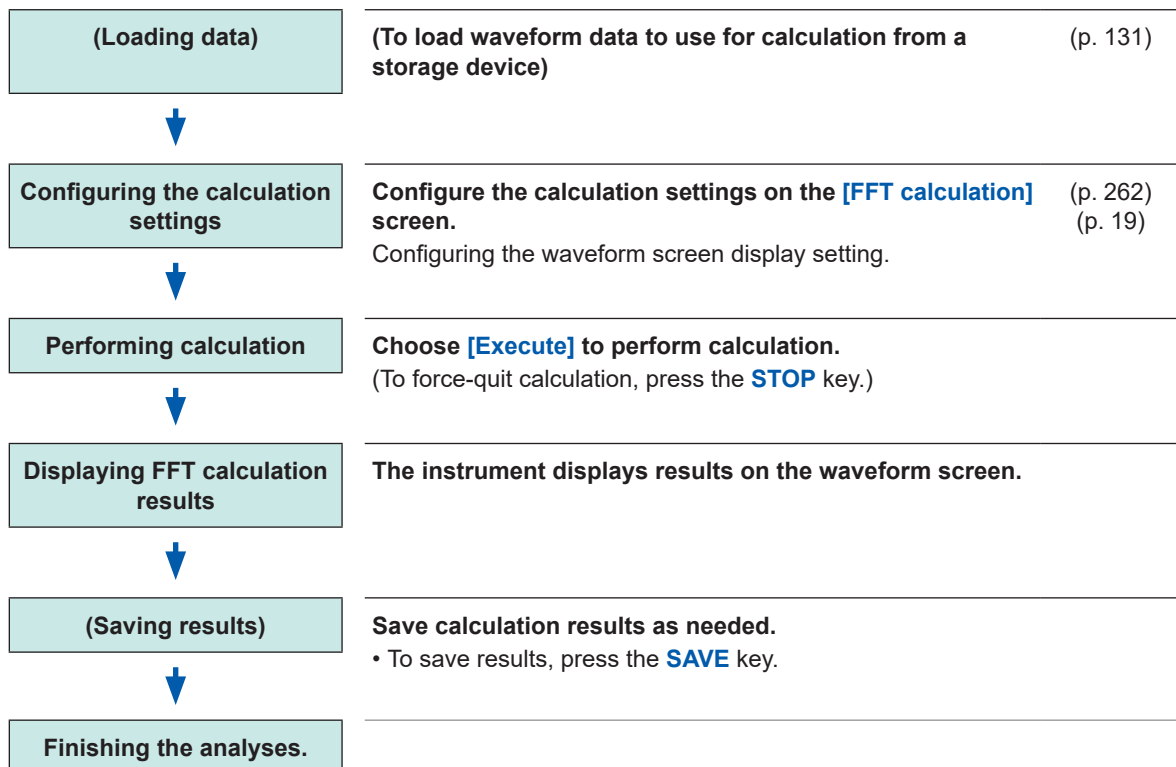 (Loading data)
(To load waveform data to use for calculation from a
storage device)
(p. 131)
Configuring the calculation
settings
Configure the calculation settings on the [FFT calculation]
screen.
Configuring the waveform screen display setting.
(p. 262)
(p. 19)
Performing calculation
Choose [Execute] to perform calculation.
(To force-quit calculation, press the STOP key.)
Displaying FFT calculation
results
The instrument displays results on the waveform screen.
(Saving results)
Save calculation results as needed.
• To save results, press the SAVE key.
Finishing the analyses.